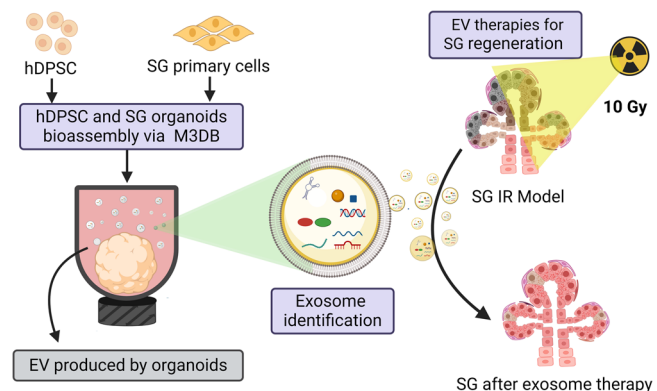 hDPSC
SG primary cells
hDPSC and SG organoids
bioassembly via M3DB
EV produced by organoids
Exosome
identification
EV therapies for
SG regeneration
10 Gy
SG IR Model
SG after exosome therapy